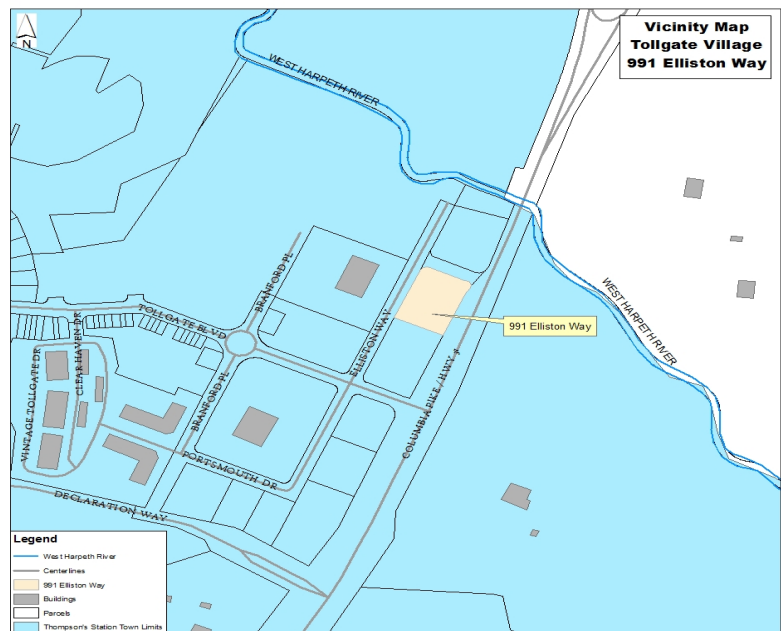 Vicinity Map
Tollgate Village
991 Elliston Way
N
WEST HARPETH RIVER
BRANFORD PL
TOLLGATE BLVD
CLEAR HAVEN DR
VINTAGE TOLLGATE DR
ELLISTON WAY
991 Elliston Way
WEST HARPETH RIVER
COLUMBIA PIKE / HWY
BRANFORD PL
PORTSMOUTH DR
DECLARATION WAY
Legend
West Harpeth River
Centerlines
991 Elliston Way
Buildings
Parcels
Thompson's Station Town Limits